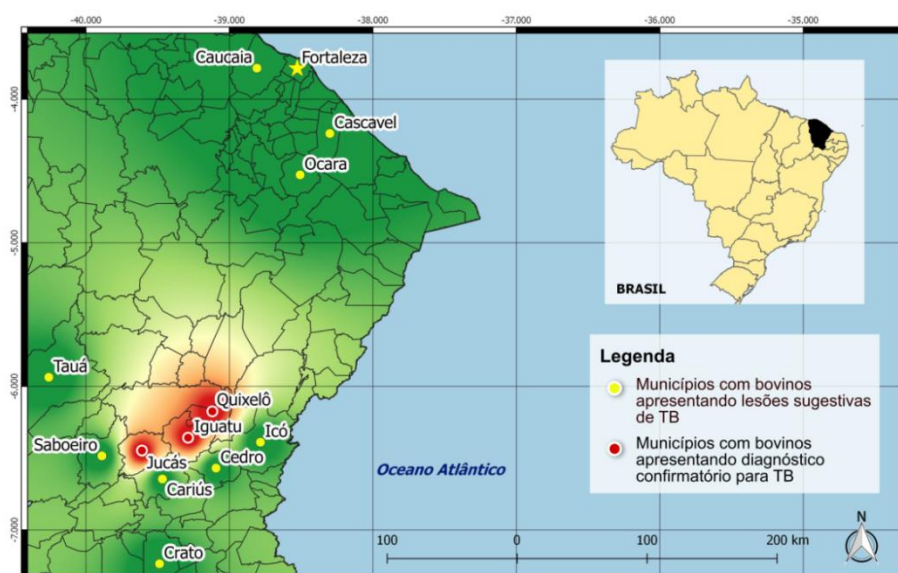 -40.000 -39.000 -38.000 -37.000 -36.000 -35.000
-4.000
-5.000
-6.000
-7.000
Caucaia
Fortaleza
Cascavel
Ocara
Tauá
Quixelô
Iguatu
Icó
Saboeiro
Jucás
Cedro
Cariús
Crato
Oceano Atlântico
BRASIL
Legenda
Municípios com bovinos
apresentando lesões sugestivas
de TB
Municípios com bovinos
apresentando diagnóstico
confirmatório para TB
100 0 100 200 km
N